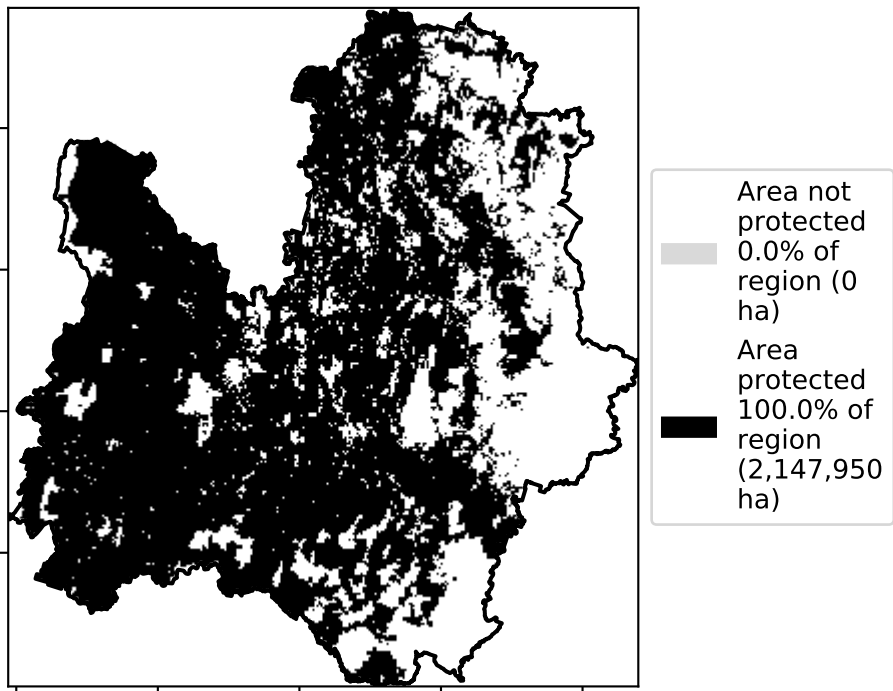 Area not
protected
0.0% of
region (0
ha)
Area
protected
100.0% of
region
(2,147,950
ha)